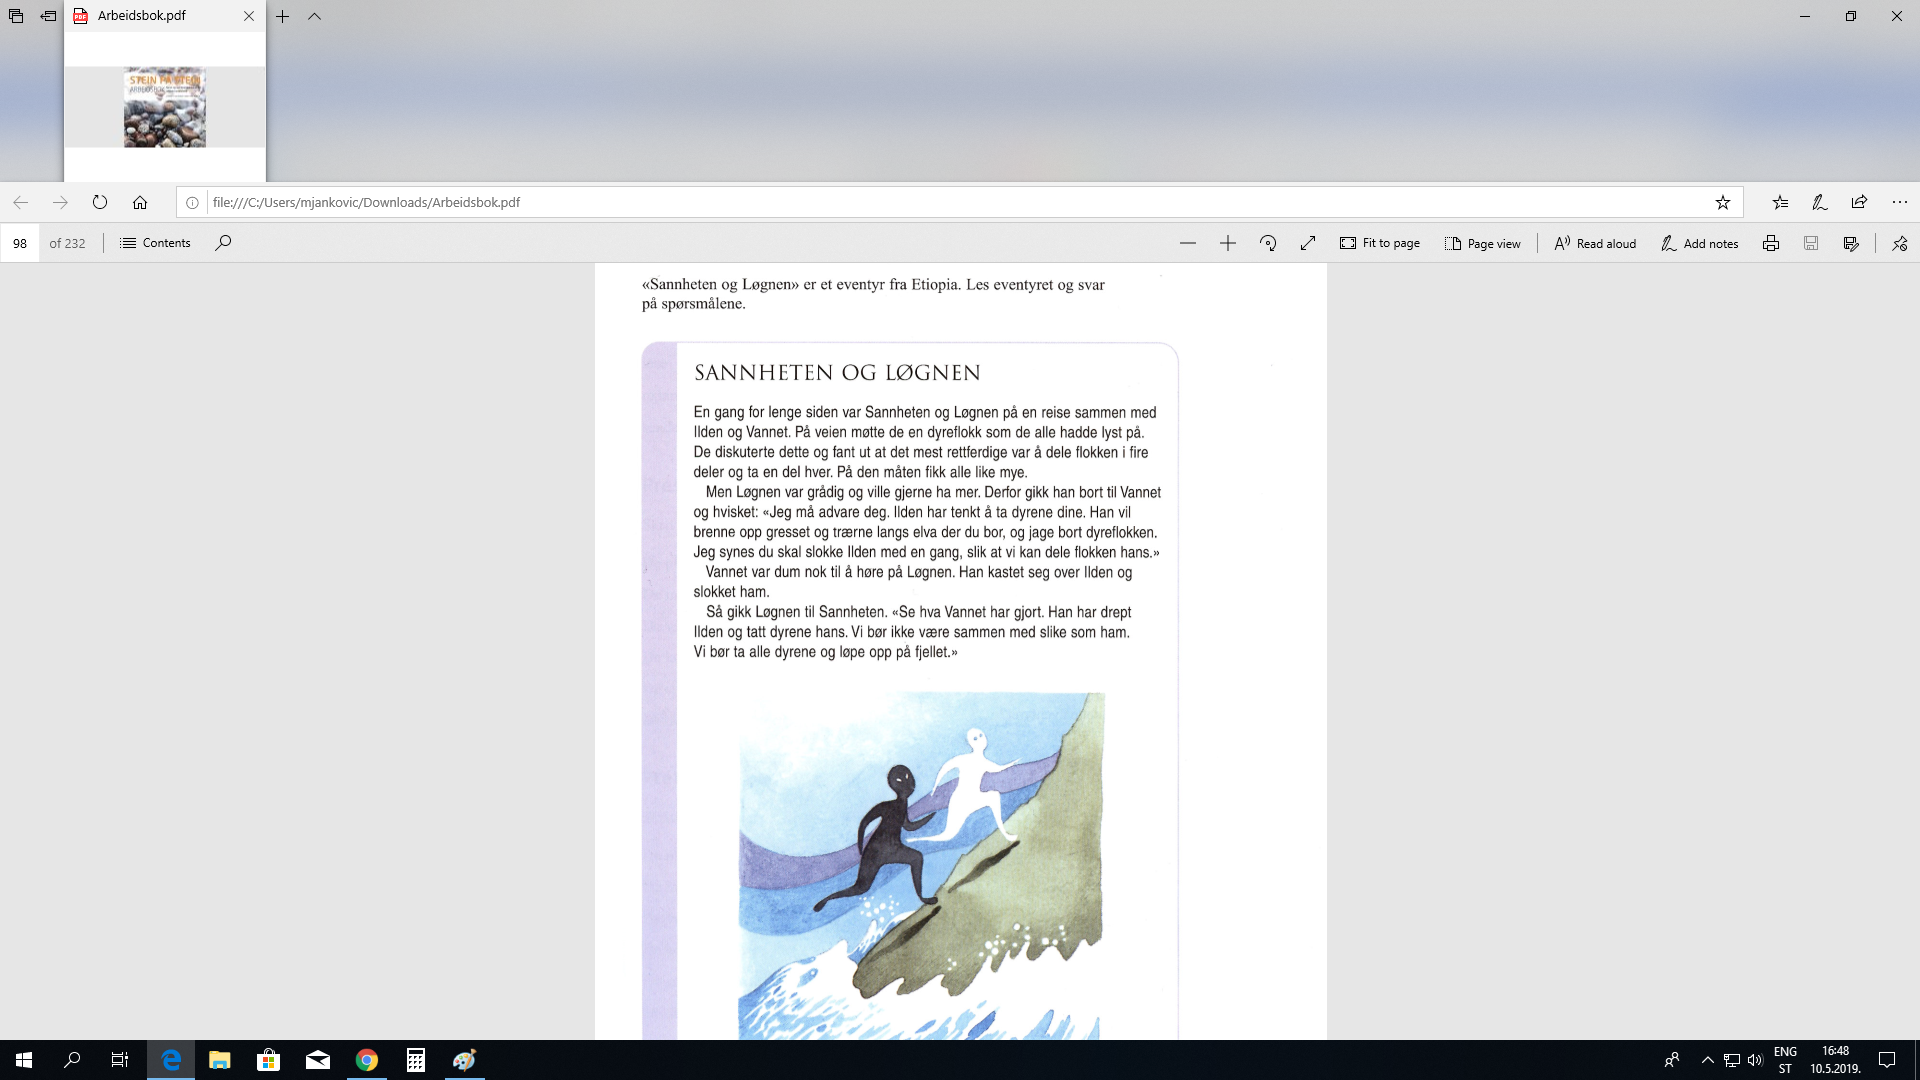 Arbeidsbok.pdf
STEIN PÅ STEIN
ARBEIDSBOK
file:///C:/Users/mjankovic/Downloads/Arbeidsbok.pdf
98 of 232 Contents Fit to page Page view Read aloud Add notes
«Sannheten og Løgnen» er et eventyr fra Etiopia. Les eventyret og svar
på spørsmålene.
SANNHETEN OG LØGNEN
En gang for lenge siden var Sannheten og Løgnen på en reise sammen med
Ilden og Vannet. På veien møtte de en dyreflokk som de alle hadde lyst på.
De diskuterte dette og fant ut at det mest rettferdige var å dele flokken i fire
deler og ta en del hver. På den måten fikk alle like mye.
Men Løgnen var grådig og ville gjerne ha mer. Derfor gikk han bort til Vannet
og hvisket: «Jeg må advare deg. Ilden har tenkt å ta dyrene dine. Han vil
brenne opp gresset og trærne langs elva der du bor, og jage bort dyreflokken.
Jeg synes du skal slokke Ilden med en gang, slik at vi kan dele flokken hans.»
Vannet var dum nok til å høre på Løgnen. Han kastet seg over Ilden og
slokket ham.
Så gikk Løgnen til Sannheten. «Se hva Vannet har gjort. Han har drept
Ilden og tatt dyrene hans. Vi bør ikke være sammen med slike som ham.
Vi bør ta alle dyrene og løpe opp på fjellet.»
ENG 16:48
ST 10.5.2019.